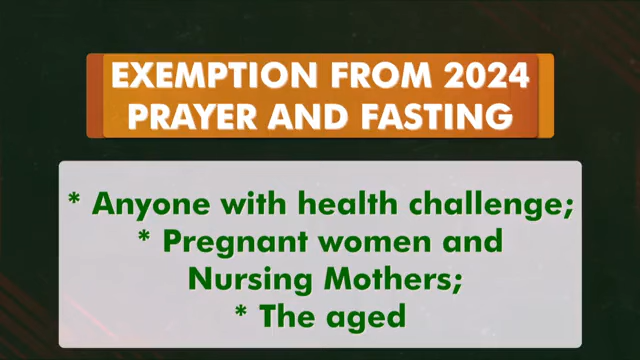 EXEMPTION FROM 2024
PRAYER AND FASTING
* Anyone with health challenge;
* Pregnant women and
Nursing Mothers;
* The aged